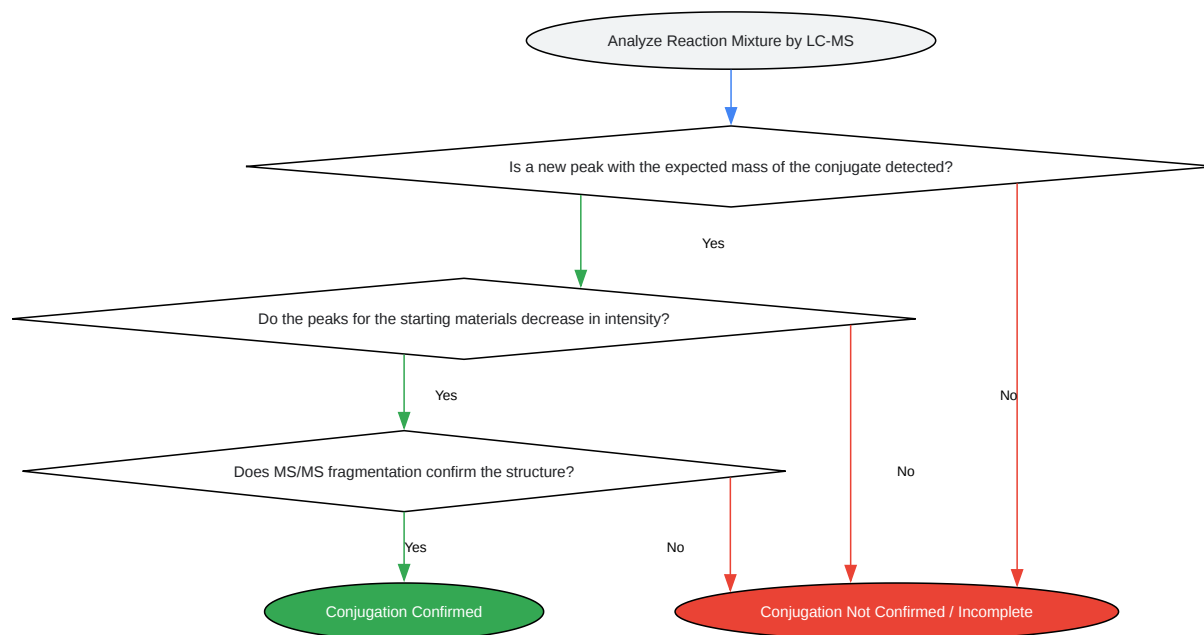 Analyze Reaction Mixture by LC-MS
Is a new peak with the expected mass of the conjugate detected?
Yes
Do the peaks for the starting materials decrease in intensity?
Yes
No
Does MS/MS fragmentation confirm the structure?
No
Yes
No
Conjugation Confirmed
Conjugation Not Confirmed / Incomplete